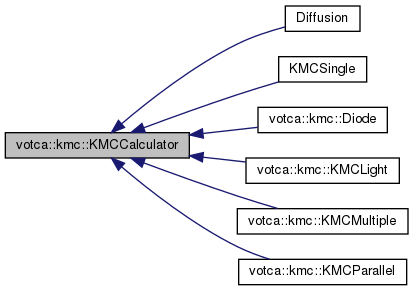 Diffusion
KMCSingle
votca::kmc::Diode
votca::kmc::KMCCalculator
votca::kmc::KMCLight
votca::kmc::KMCMultiple
votca::kmc::KMCParallel